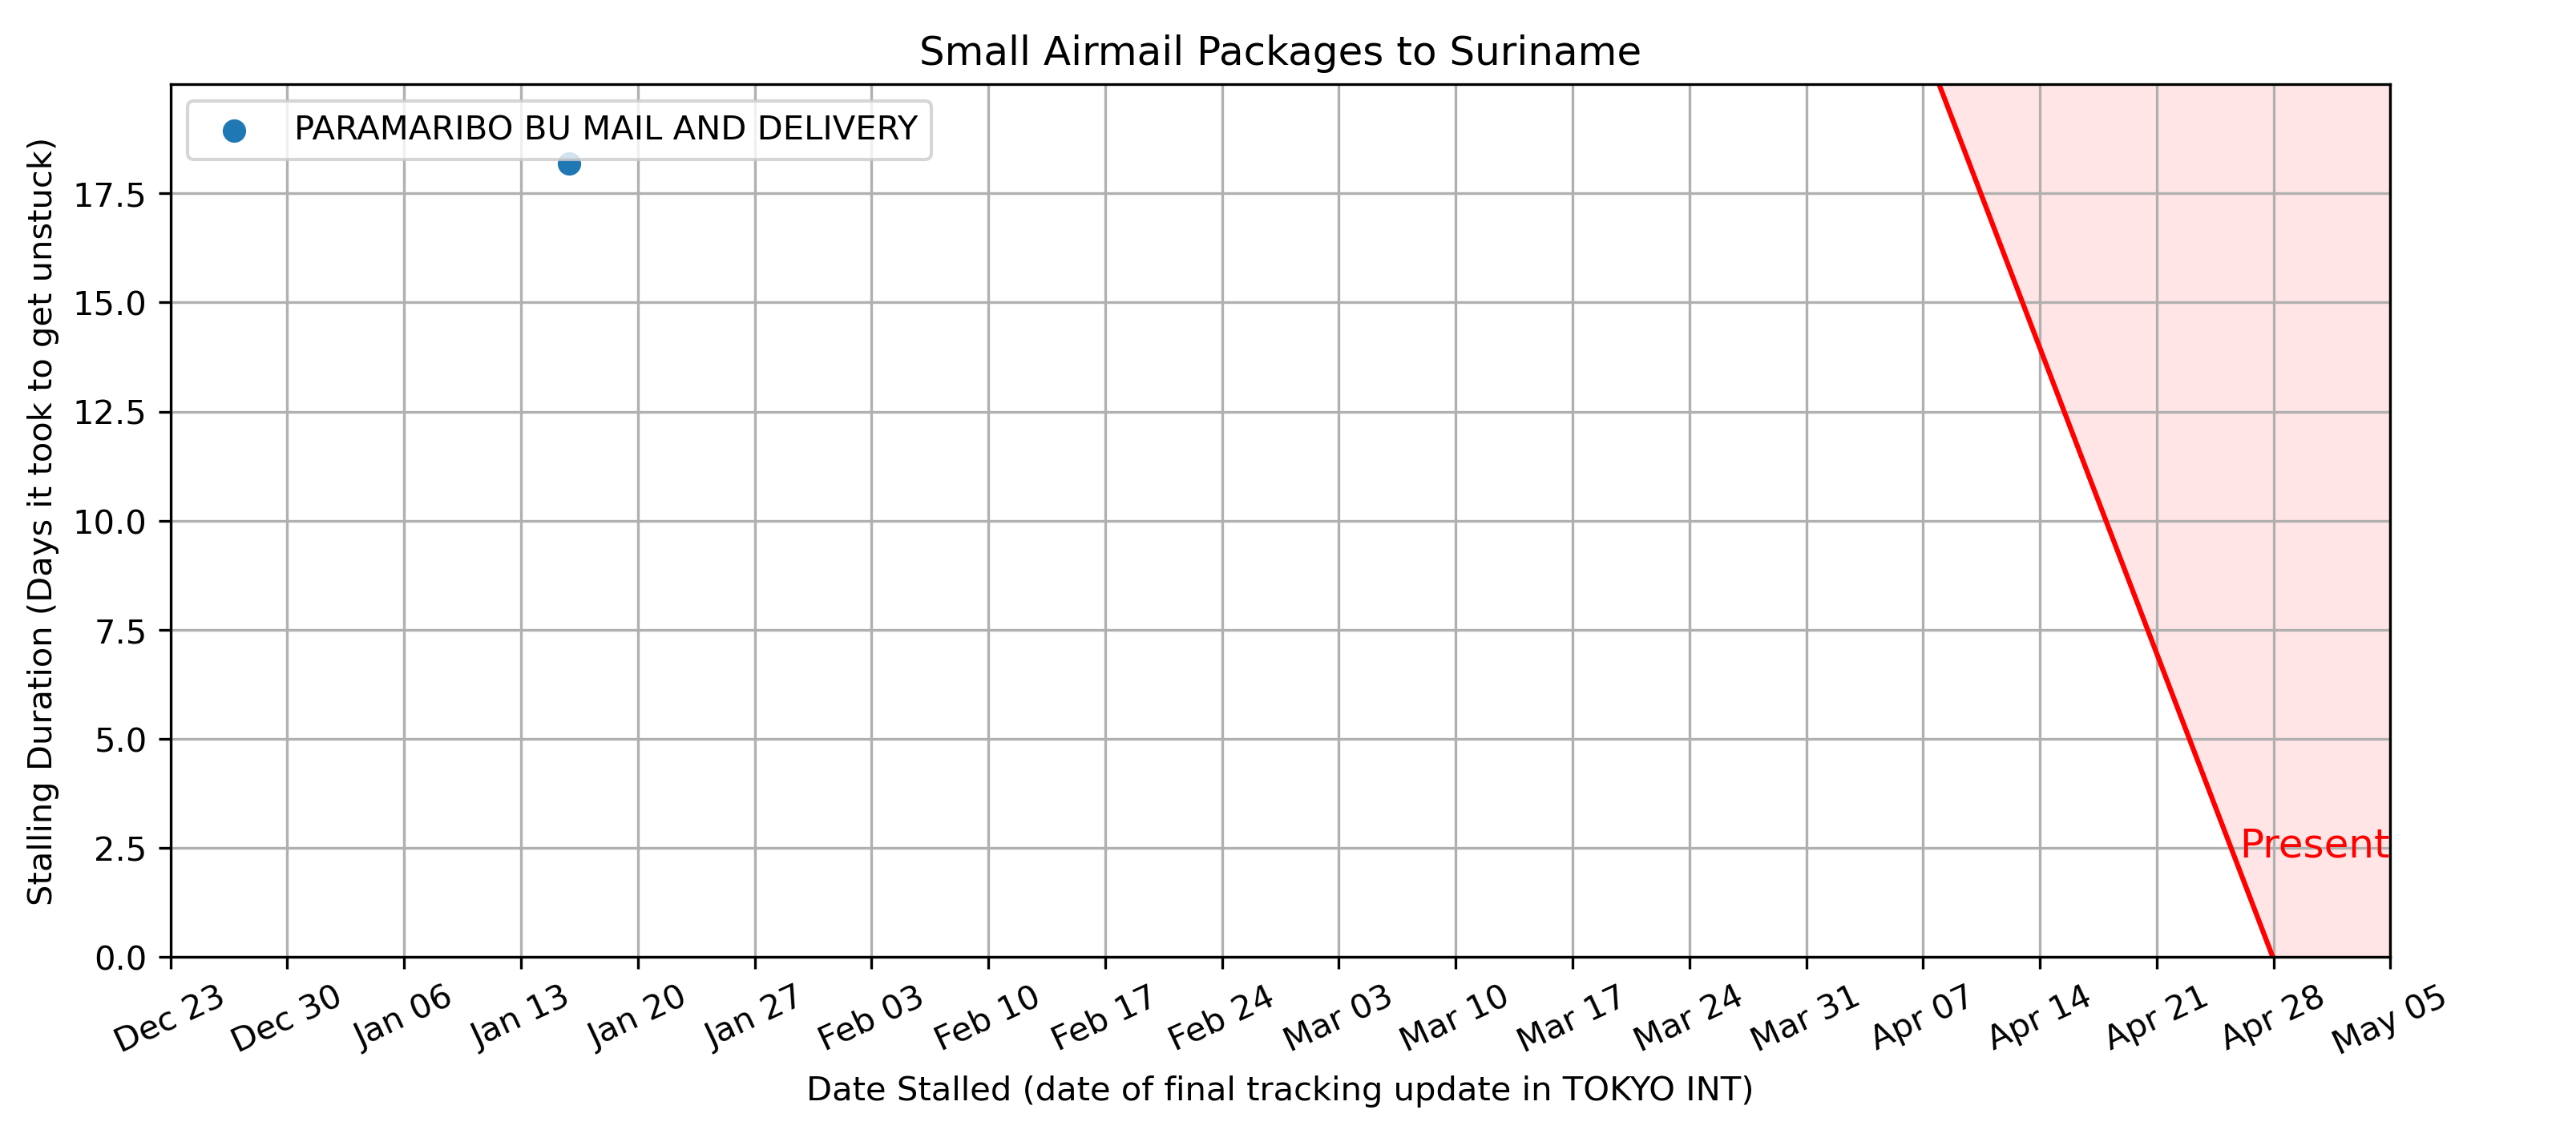 Small Airmail Packages to Suriname
PARAMARIBO BU MAIL AND DELIVERY
Stalling Duration (Days it took to get unstuck)
17.5
15.0
12.5
10.0
7.5
5.0
2.5
0.0
Present
Dec 23
Dec 30
Jan 06
Jan 13
Jan 20
Jan 27
Feb 03
Feb 10
Feb 17
Feb 24
Mar 03
Mar 10
Mar 17
Mar 24
Mar 31
Apr 07
Apr 14
Apr 21
Apr 28
May 05
Date Stalled (date of final tracking update in TOKYO INT)